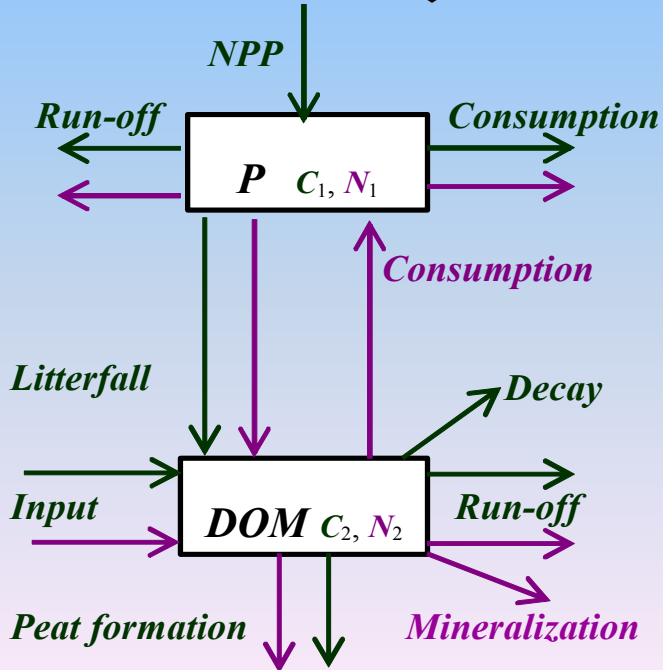 NPP
Run-off
Consumption
P C₁, N₁
Consumption
Litterfall
Decay
Input
DOM C₂, N₂
Run-off
Peat formation
Mineralization